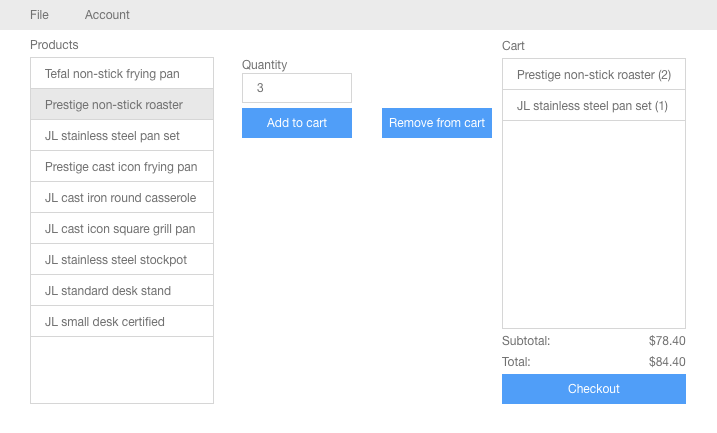 File Account
Products
Tefal non-stick frying pan
Prestige non-stick roaster
JL stainless steel pan set
Prestige cast icon frying pan
JL cast iron round casserole
JL cast icon square grill pan
JL stainless steel stockpot
JL standard desk stand
JL small desk certified
Quantity
3
Add to cart
Remove from cart
Cart
Prestige non-stick roaster (2)
JL stainless steel pan set (1)
Subtotal: $78.40
Total: $84.40
Checkout